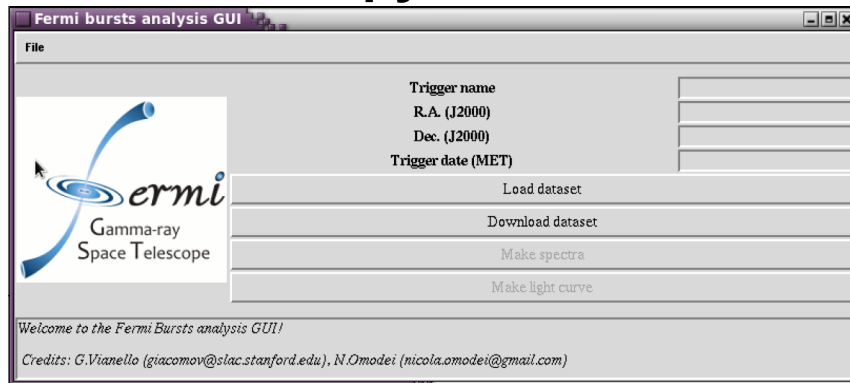 Fermi bursts analysis GUI
File
Trigger name
R.A. (J2000)
Dec. (J2000)
Trigger date (MET)
Load dataset
Download dataset
Make spectra
Make light curve
Fermi
Gamma-ray
Space Telescope
Welcome to the Fermi Bursts analysis GUI!
Credits: G.Vianello (giacomov@slac.stanford.edu), N.Omodei (nicola.omodei@gmail.com)